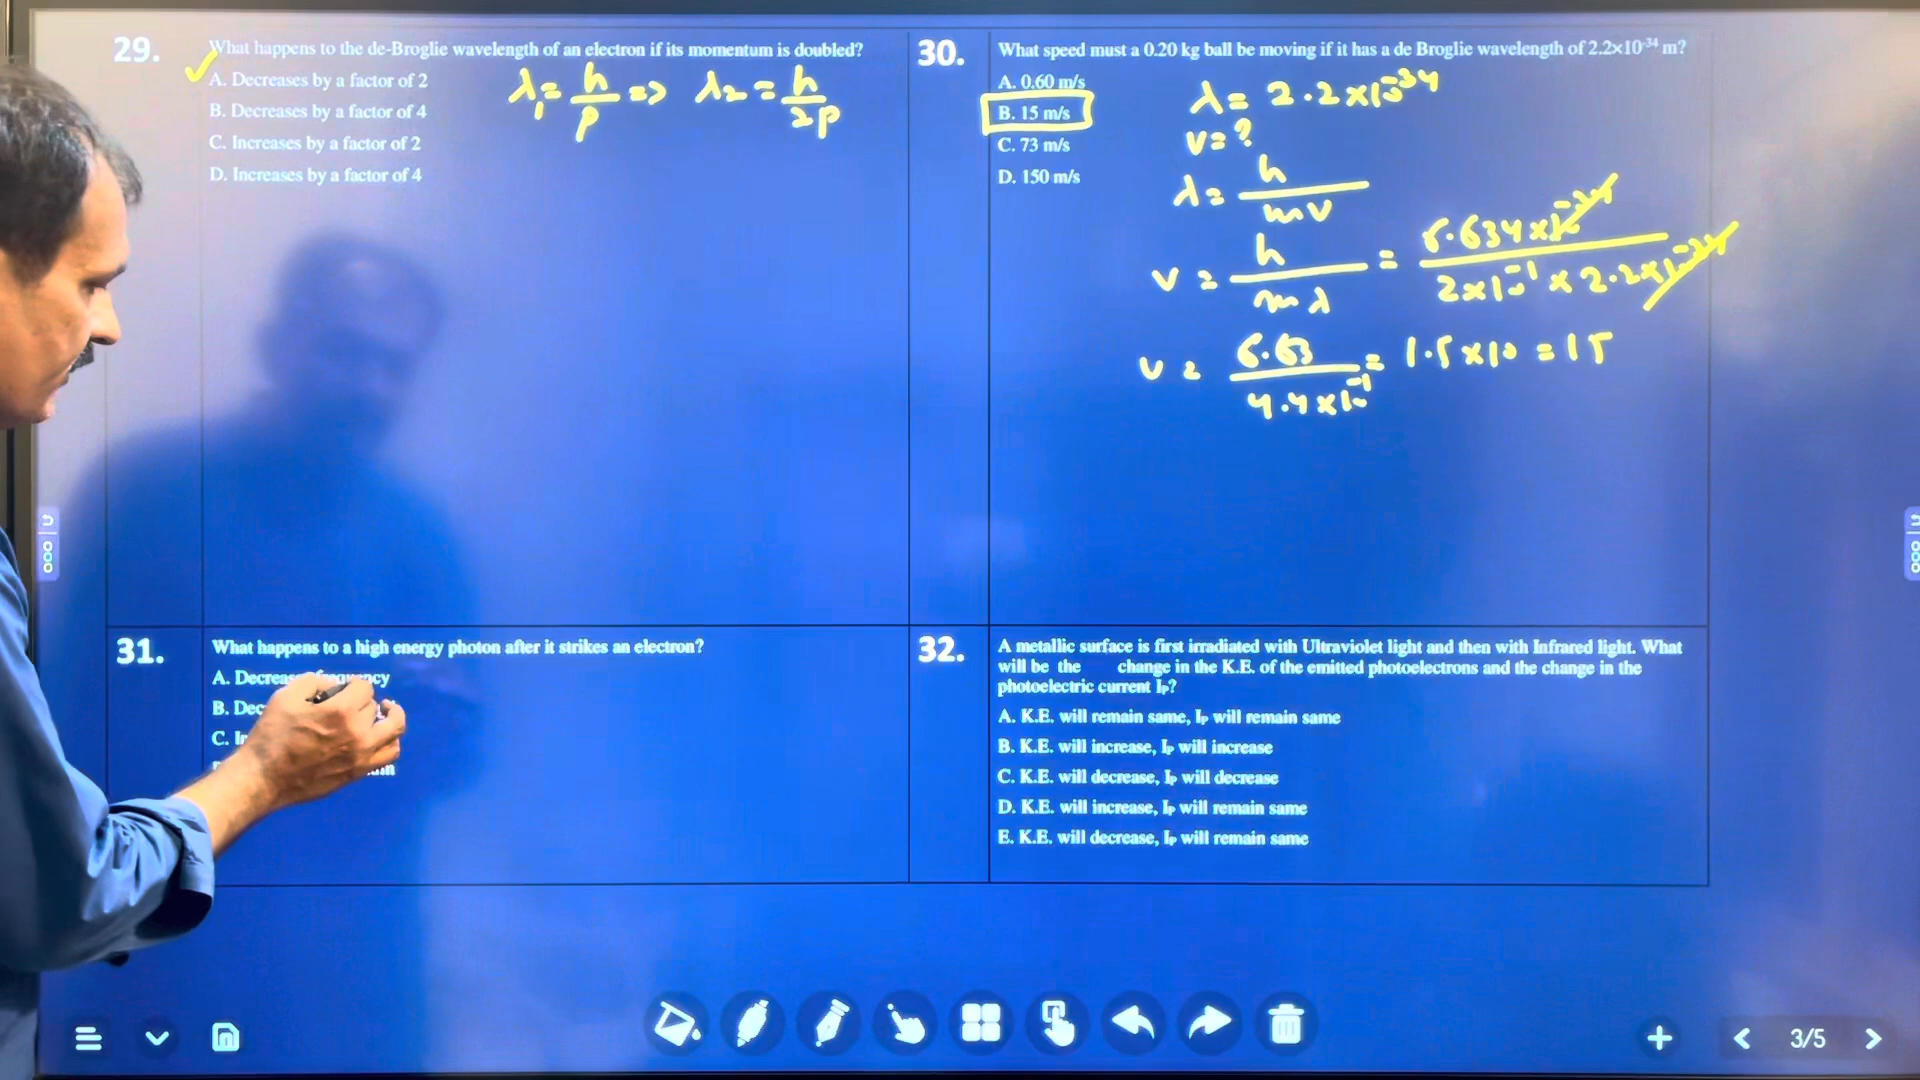 29.
What happens to the de-Broglie wavelength of an electron if its momentum is doubled?
A. Decreases by a factor of 2
B. Decreases by a factor of 4
C. Increases by a factor of 2
D. Increases by a factor of 4
λ₁ = h/p => λ₂ = h/2p
30.
What speed must a 0.20 kg ball be moving if it has a de Broglie wavelength of 2.2×10⁻³⁴ m?
A. 0.60 m/s
B. 15 m/s
C. 73 m/s
D. 150 m/s
λ = 2.2×10⁻³⁴
v = ?
λ = h/mv
v = h/mλ = 6.634×10⁻³⁴/2×10⁻¹ × 2.2×10⁻³⁴
v = 6.63/4.4×10⁻¹ = 1.5×10 = 15
31.
What happens to a high energy photon after it strikes an electron?
A. Decreases frequency
B.
C.
32.
A metallic surface is first irradiated with Ultraviolet light and then with Infrared light. What
will be the change in the K.E. of the emitted photoelectrons and the change in the
photoelectric current Iₚ?
A. K.E. will remain same, Iₚ will remain same
B. K.E. will increase, Iₚ will increase
C. K.E. will decrease, Iₚ will decrease
D. K.E. will increase, Iₚ will remain same
E. K.E. will decrease, Iₚ will remain same
3/5